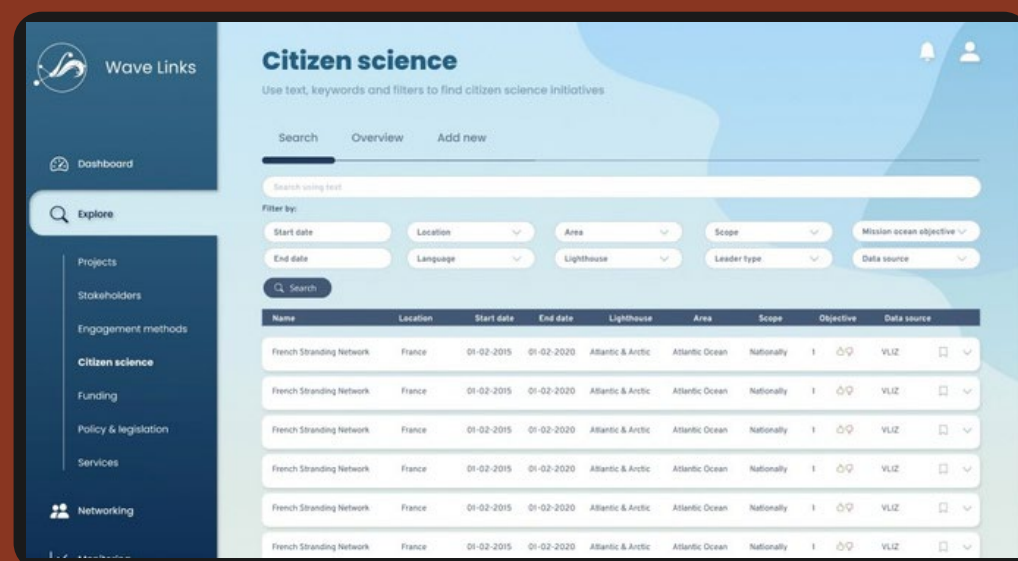 Wave Links
Dashboard
Explore
Projects
Stakeholders
Engagement methods
Citizen science
Funding
Policy & legislation
Services
Networking
Citizen science
Use text, keywords and filters to find citizen science initiatives
Search Overview Add new
Search using text
Filter by:
Start date Location Area Scope Mission ocean objective
End date Language Lighthouse Leader type Data source
Search
Name Location Start date End date Lighthouse Area Scope Objective Data source
French Stranding Network France 01-02-2015 01-02-2020 Atlantic & Arctic Atlantic Ocean Nationally 1 VLIZ
French Stranding Network France 01-02-2015 01-02-2020 Atlantic & Arctic Atlantic Ocean Nationally 1 VLIZ
French Stranding Network France 01-02-2015 01-02-2020 Atlantic & Arctic Atlantic Ocean Nationally 1 VLIZ
French Stranding Network France 01-02-2015 01-02-2020 Atlantic & Arctic Atlantic Ocean Nationally 1 VLIZ
French Stranding Network France 01-02-2015 01-02-2020 Atlantic & Arctic Atlantic Ocean Nationally 1 VLIZ
French Stranding Network France 01-02-2015 01-02-2020 Atlantic & Arctic Atlantic Ocean Nationally 1 VLIZ